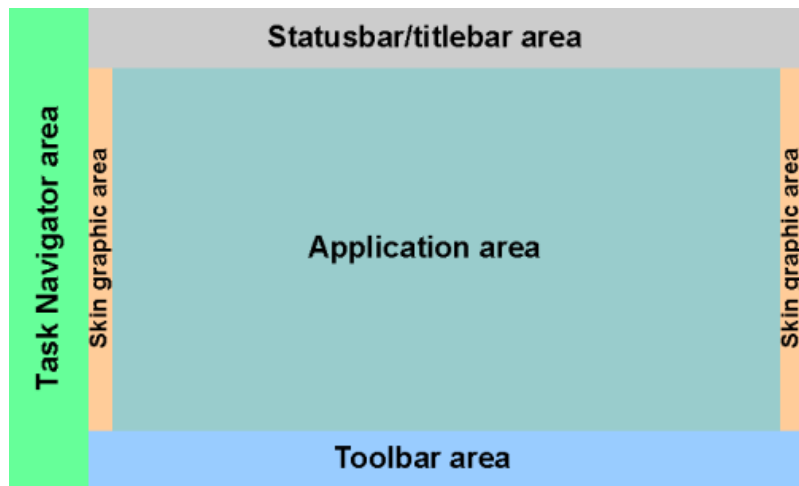 Statusbar/titlebar area
Task Navigator area
Skin graphic area
Application area
Skin graphic area
Toolbar area